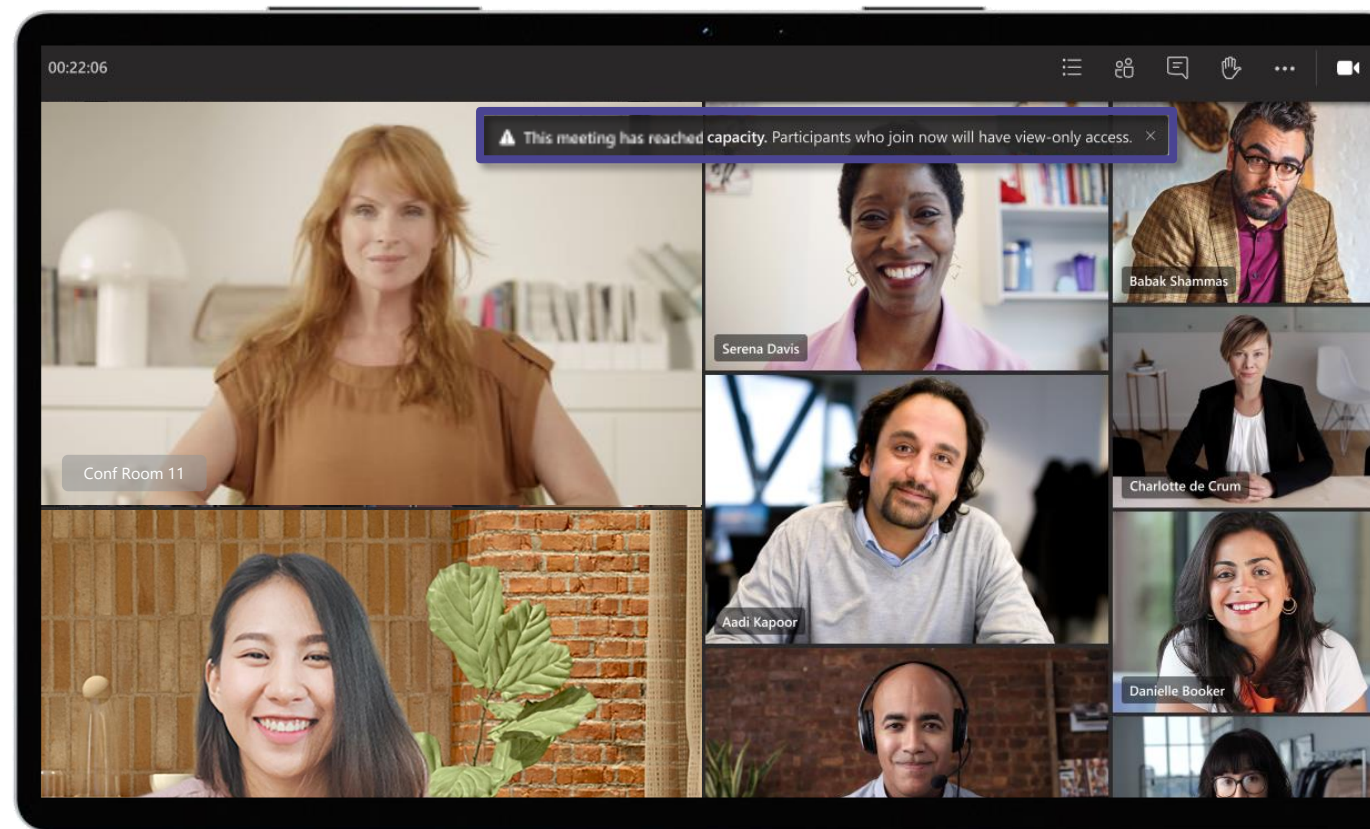 00:22:06
This meeting has reached capacity. Participants who join now will have view-only access.
Babak Shammas
Serena Davis
Conf Room 11
Charlotte de Crum
Aadi Kapoor
Danielle Booker